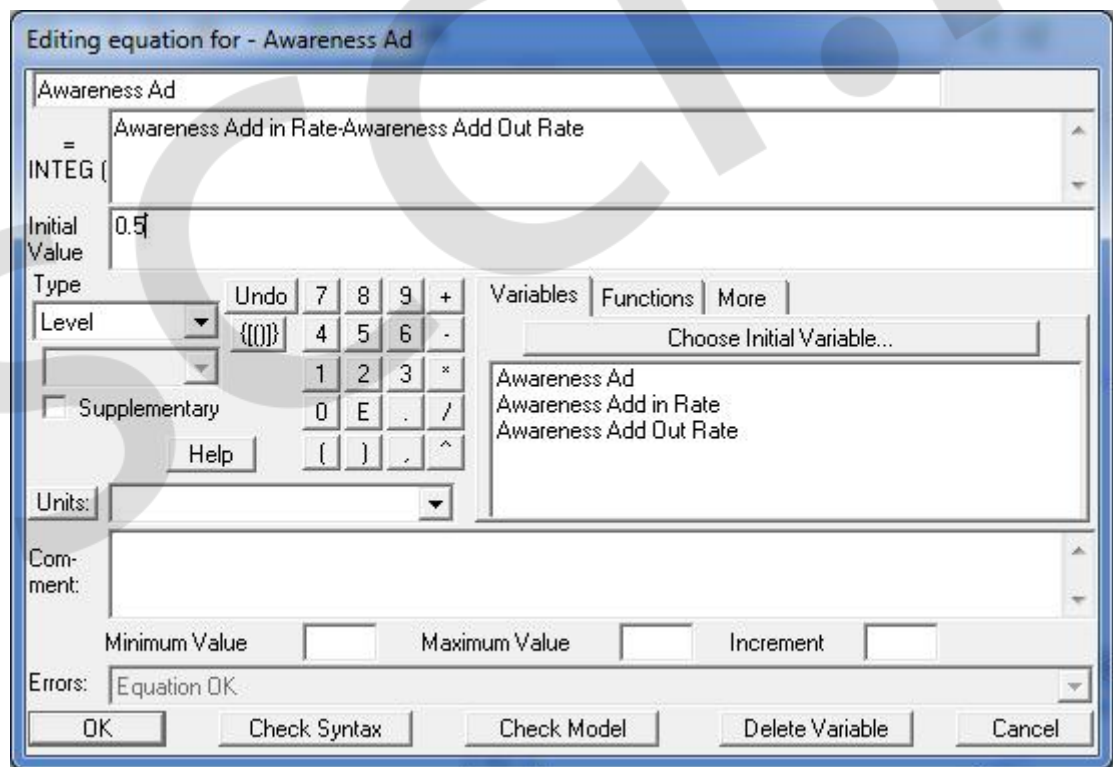 Editing equation for - Awareness Ad
Awareness Ad
=
INTEG (
Awareness Add in Rate-Awareness Add Out Rate
Initial
Value
0.5
Type
Undo 7 8 9 +
Level
{[()]} 4 5 6 -
1 2 3 *
Supplementary
0 E . /
Help
( ) , ^
Variables Functions More
Choose Initial Variable...
Awareness Ad
Awareness Add in Rate
Awareness Add Out Rate
Units:
Com-
ment:
Minimum Value Maximum Value Increment
Errors: Equation OK
OK Check Syntax Check Model Delete Variable Cancel